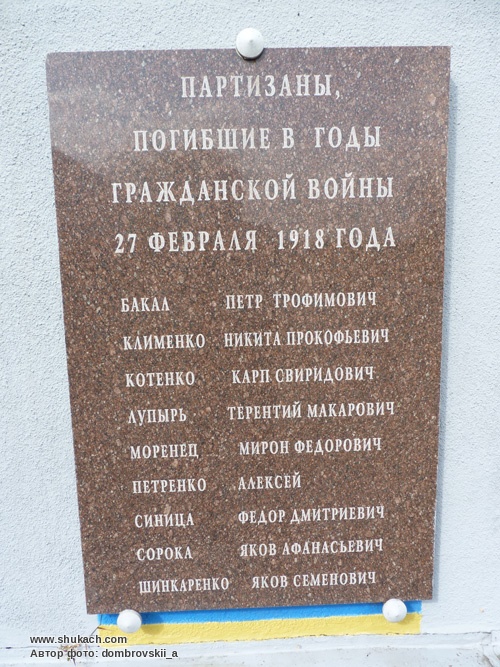 ПАРТИЗАНЫ,
ПОГИБШИЕ В ГОДЫ
ГРАЖДАНСКОЙ ВОЙНЫ
27 ФЕВРАЛЯ 1918 ГОДА
БАКАЛ ПЕТР ТРОФИМОВИЧ
КЛИМЕНКО НИКИТА ПРОКОФЬЕВИЧ
КОТЕНКО КАРП СВИРИДОВИЧ
ЛУПЫРЬ ТЕРЕНТИЙ МАКАРОВИЧ
МОРЕНЕЦ МИРОН ФЕДОРОВИЧ
ПЕТРЕНКО АЛЕКСЕЙ
СИНИЦА ФЕДОР ДМИТРИЕВИЧ
СОРОКА ЯКОВ АФАНАСЬЕВИЧ
ШИНКАРЕНКО ЯКОВ СЕМЕНОВИЧ
www.shukach.com
Автор фото: dombrovskii_a